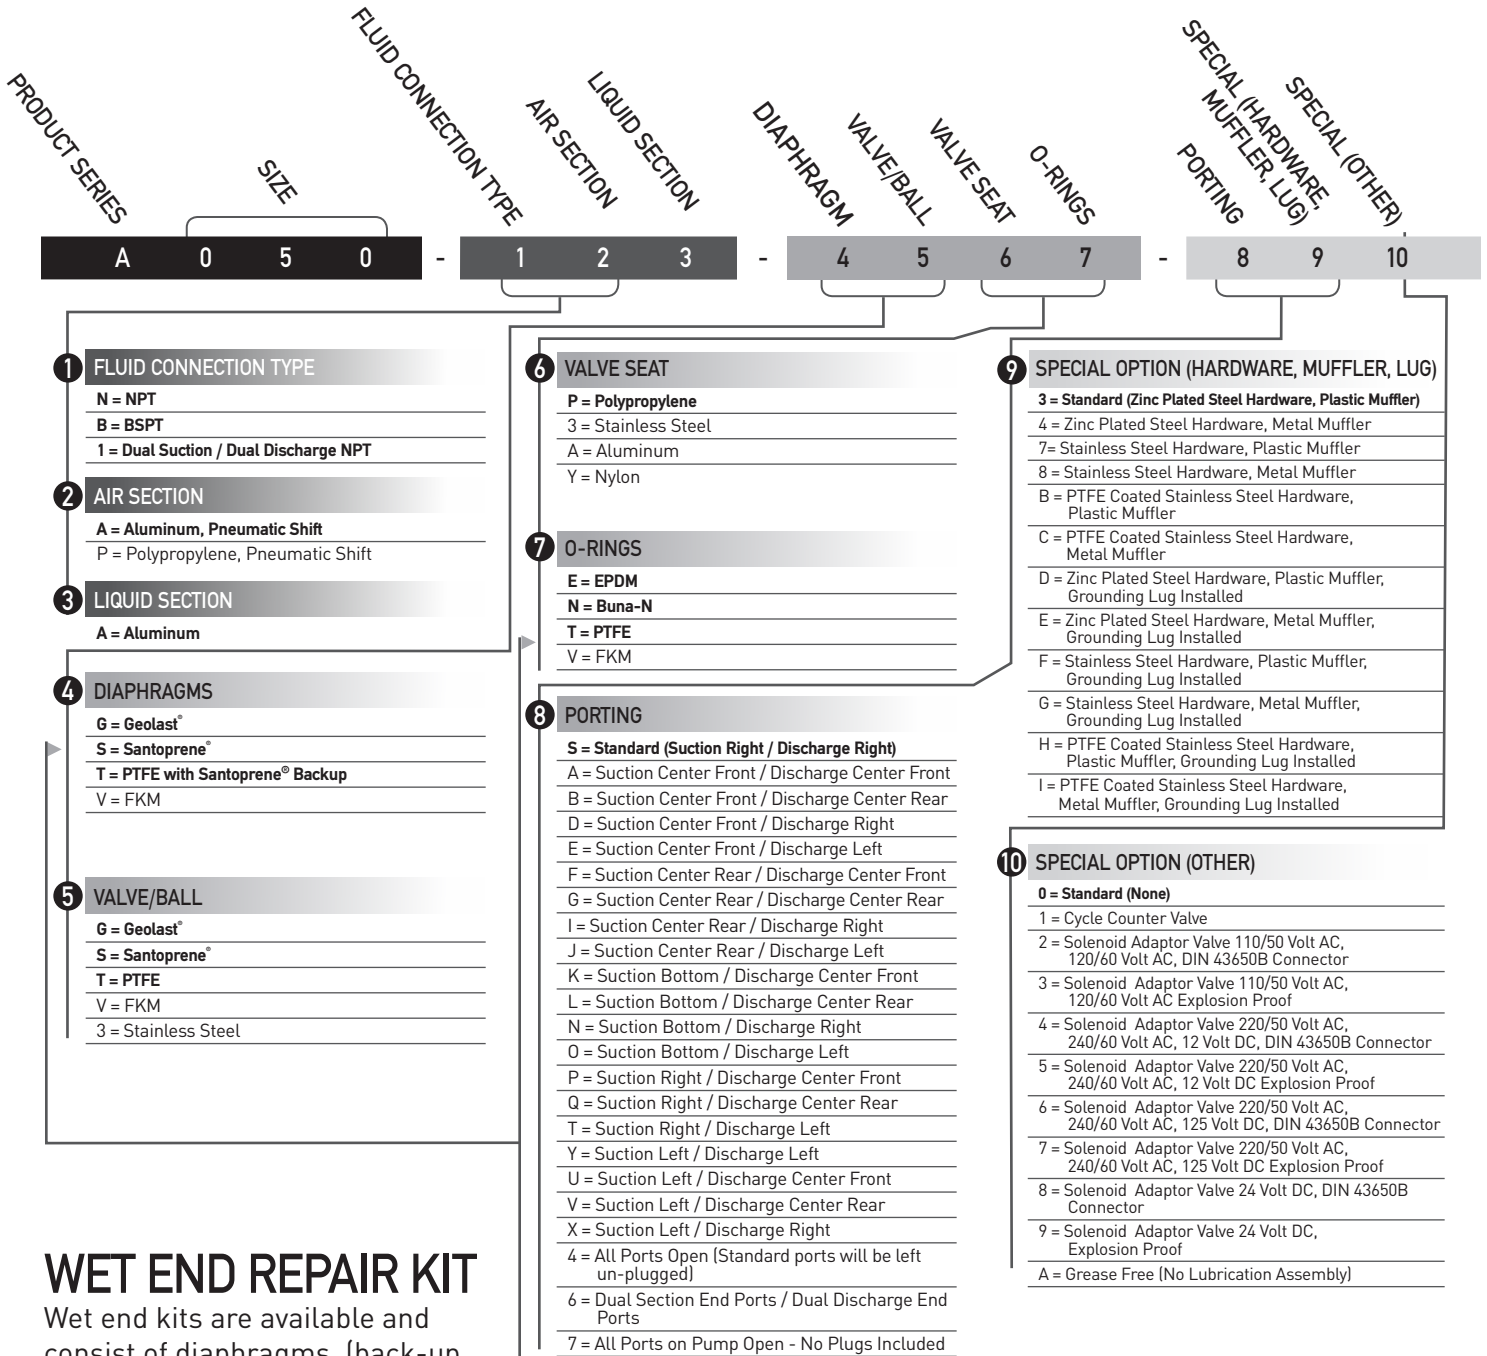 PRODUCT SERIES
SIZE
FLUID CONNECTION TYPE
AIR SECTION
LIQUID SECTION
DIAPHRAGM
VALVE/BALL
VALVE SEAT
O-RINGS
PORTING
SPECIAL (HARDWARE,
MUFFLER, LUG)
SPECIAL (OTHER)
A 0 5 0 - 1 2 3 - 4 5 6 7 - 8 9 10
1 FLUID CONNECTION TYPE
N = NPT
B = BSPT
1 = Dual Suction / Dual Discharge NPT
2 AIR SECTION
A = Aluminum, Pneumatic Shift
P = Polypropylene, Pneumatic Shift
3 LIQUID SECTION
A = Aluminum
4 DIAPHRAGMS
G = Geolast®
S = Santoprene®
T = PTFE with Santoprene® Backup
V = FKM
5 VALVE/BALL
G = Geolast®
S = Santoprene®
T = PTFE
V = FKM
3 = Stainless Steel
WET END REPAIR KIT
Wet end kits are available and
consist of diaphragms, (back-up
6 VALVE SEAT
P = Polypropylene
3 = Stainless Steel
A = Aluminum
Y = Nylon
7 O-RINGS
E = EPDM
N = Buna-N
T = PTFE
V = FKM
8 PORTING
S = Standard (Suction Right / Discharge Right)
A = Suction Center Front / Discharge Center Front
B = Suction Center Front / Discharge Center Rear
D = Suction Center Front / Discharge Right
E = Suction Center Front / Discharge Left
F = Suction Center Rear / Discharge Center Front
G = Suction Center Rear / Discharge Center Rear
I = Suction Center Rear / Discharge Right
J = Suction Center Rear / Discharge Left
K = Suction Bottom / Discharge Center Front
L = Suction Bottom / Discharge Center Rear
N = Suction Bottom / Discharge Right
O = Suction Bottom / Discharge Left
P = Suction Right / Discharge Center Front
Q = Suction Right / Discharge Center Rear
T = Suction Right / Discharge Left
Y = Suction Left / Discharge Left
U = Suction Left / Discharge Center Front
V = Suction Left / Discharge Center Rear
X = Suction Left / Discharge Right
4 = All Ports Open (Standard ports will be left
un-plugged)
6 = Dual Section End Ports / Dual Discharge End
Ports
7 = All Ports on Pump Open - No Plugs Included
9 SPECIAL OPTION (HARDWARE, MUFFLER, LUG)
3 = Standard (Zinc Plated Steel Hardware, Plastic Muffler)
4 = Zinc Plated Steel Hardware, Metal Muffler
7= Stainless Steel Hardware, Plastic Muffler
8 = Stainless Steel Hardware, Metal Muffler
B = PTFE Coated Stainless Steel Hardware,
Plastic Muffler
C = PTFE Coated Stainless Steel Hardware,
Metal Muffler
D = Zinc Plated Steel Hardware, Plastic Muffler,
Grounding Lug Installed
E = Zinc Plated Steel Hardware, Metal Muffler,
Grounding Lug Installed
F = Stainless Steel Hardware, Plastic Muffler,
Grounding Lug Installed
G = Stainless Steel Hardware, Metal Muffler,
Grounding Lug Installed
H = PTFE Coated Stainless Steel Hardware,
Plastic Muffler, Grounding Lug Installed
I = PTFE Coated Stainless Steel Hardware,
Metal Muffler, Grounding Lug Installed
10 SPECIAL OPTION (OTHER)
0 = Standard (None)
1 = Cycle Counter Valve
2 = Solenoid Adaptor Valve 110/50 Volt AC,
120/60 Volt AC, DIN 43650B Connector
3 = Solenoid Adaptor Valve 110/50 Volt AC,
120/60 Volt AC Explosion Proof
4 = Solenoid Adaptor Valve 220/50 Volt AC,
240/60 Volt AC, 12 Volt DC, DIN 43650B Connector
5 = Solenoid Adaptor Valve 220/50 Volt AC,
240/60 Volt AC, 12 Volt DC Explosion Proof
6 = Solenoid Adaptor Valve 220/50 Volt AC,
240/60 Volt AC, 125 Volt DC, DIN 43650B Connector
7 = Solenoid Adaptor Valve 220/50 Volt AC,
240/60 Volt AC, 125 Volt DC Explosion Proof
8 = Solenoid Adaptor Valve 24 Volt DC, DIN 43650B
Connector
9 = Solenoid Adaptor Valve 24 Volt DC,
Explosion Proof
A = Grease Free (No Lubrication Assembly)